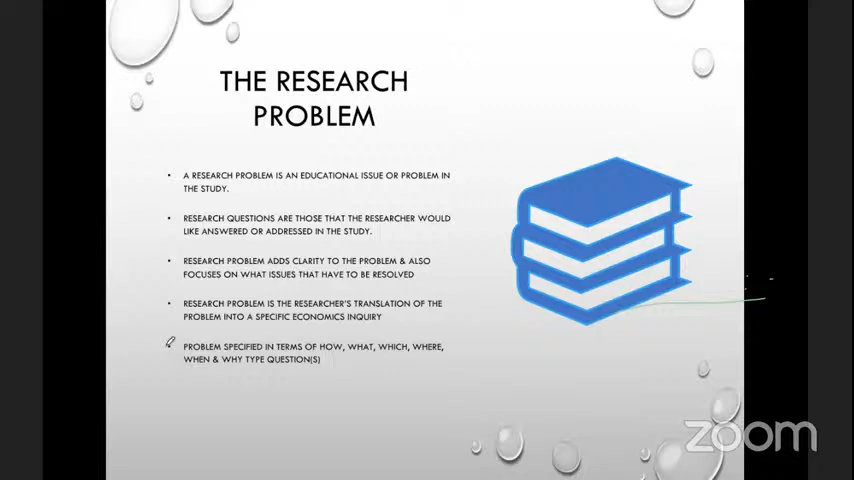 THE RESEARCH
PROBLEM
• A RESEARCH PROBLEM IS AN EDUCATIONAL ISSUE OR PROBLEM IN
THE STUDY.
• RESEARCH QUESTIONS ARE THOSE THAT THE RESEARCHER WOULD
LIKE ANSWERED OR ADDRESSED IN THE STUDY.
• RESEARCH PROBLEM ADDS CLARITY TO THE PROBLEM & ALSO
FOCUSES ON WHAT ISSUES THAT HAVE TO BE RESOLVED
• RESEARCH PROBLEM IS THE RESEARCHER'S TRANSLATION OF THE
PROBLEM INTO A SPECIFIC ECONOMICS INQUIRY
PROBLEM SPECIFIED IN TERMS OF HOW, WHAT, WHICH, WHERE,
WHEN & WHY TYPE QUESTION(S)
zoom